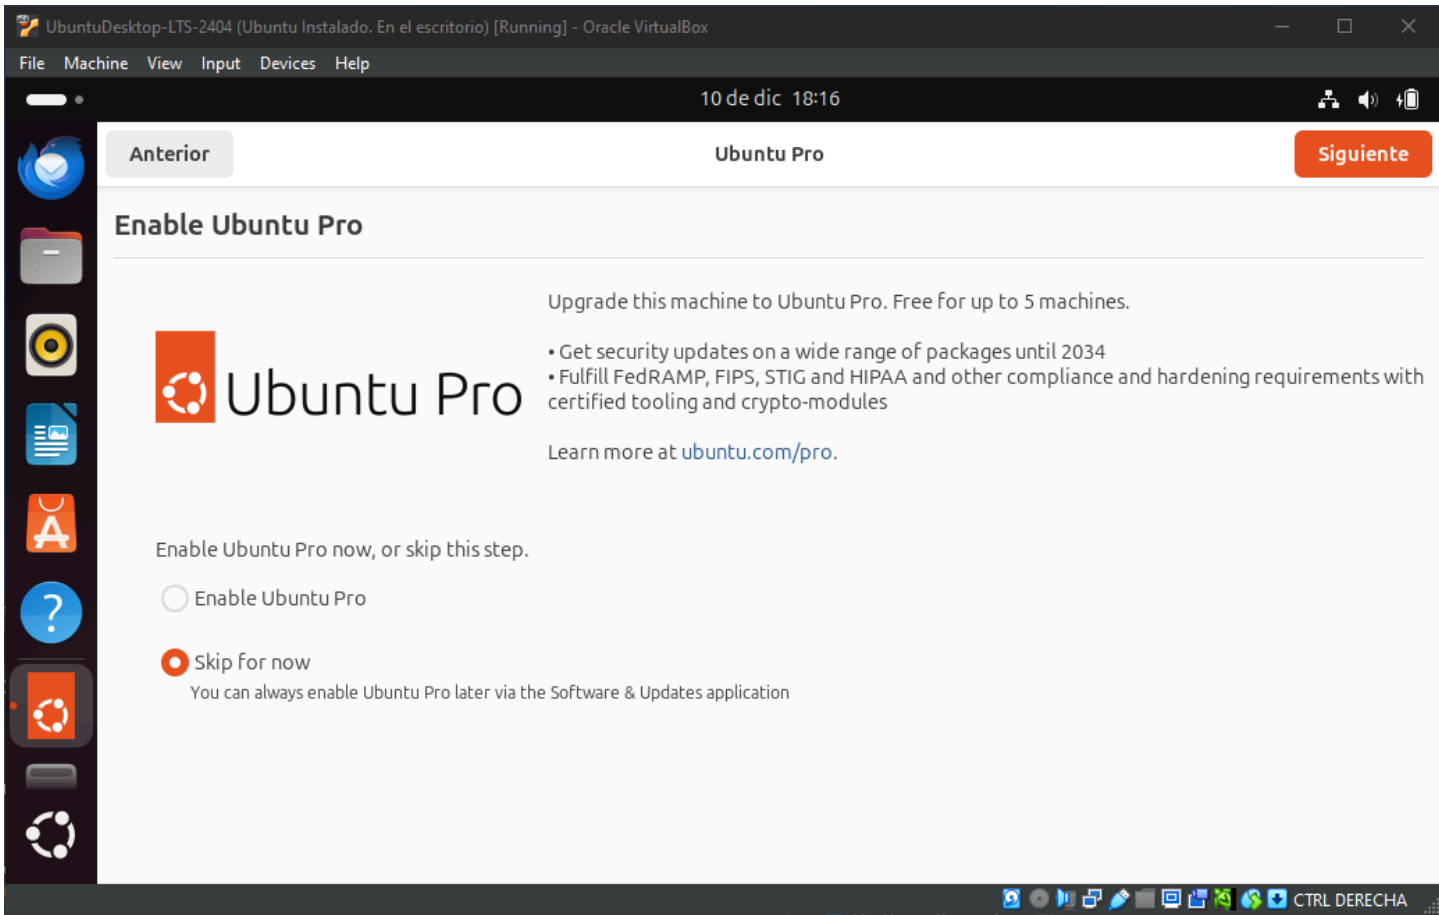 UbuntuDesktop-LTS-2404 (Ubuntu Instalado. En el escritorio) [Running] - Oracle VirtualBox
File Machine View Input Devices Help
10 de dic 18:16
Anterior
Ubuntu Pro
Siguiente
Enable Ubuntu Pro
Upgrade this machine to Ubuntu Pro. Free for up to 5 machines.
• Get security updates on a wide range of packages until 2034
• Fulfill FedRAMP, FIPS, STIG and HIPAA and other compliance and hardening requirements with
certified tooling and crypto-modules
Ubuntu Pro
Learn more at ubuntu.com/pro.
Enable Ubuntu Pro now, or skip this step.
Enable Ubuntu Pro
Skip for now
You can always enable Ubuntu Pro later via the Software & Updates application
CTRL DERECHA